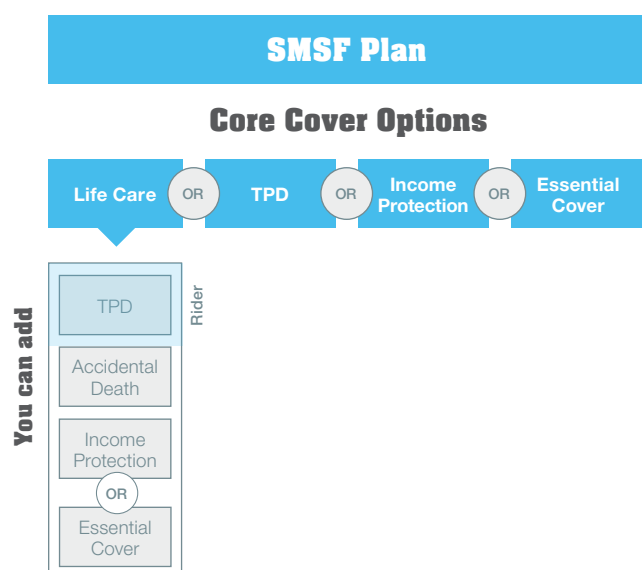 SMSF Plan
Core Cover Options
Life Care
OR
TPD
OR
Income
Protection
OR
Essential
Cover
You can add
TPD
Rider
Accidental
Death
Income
Protection
OR
Essential
Cover